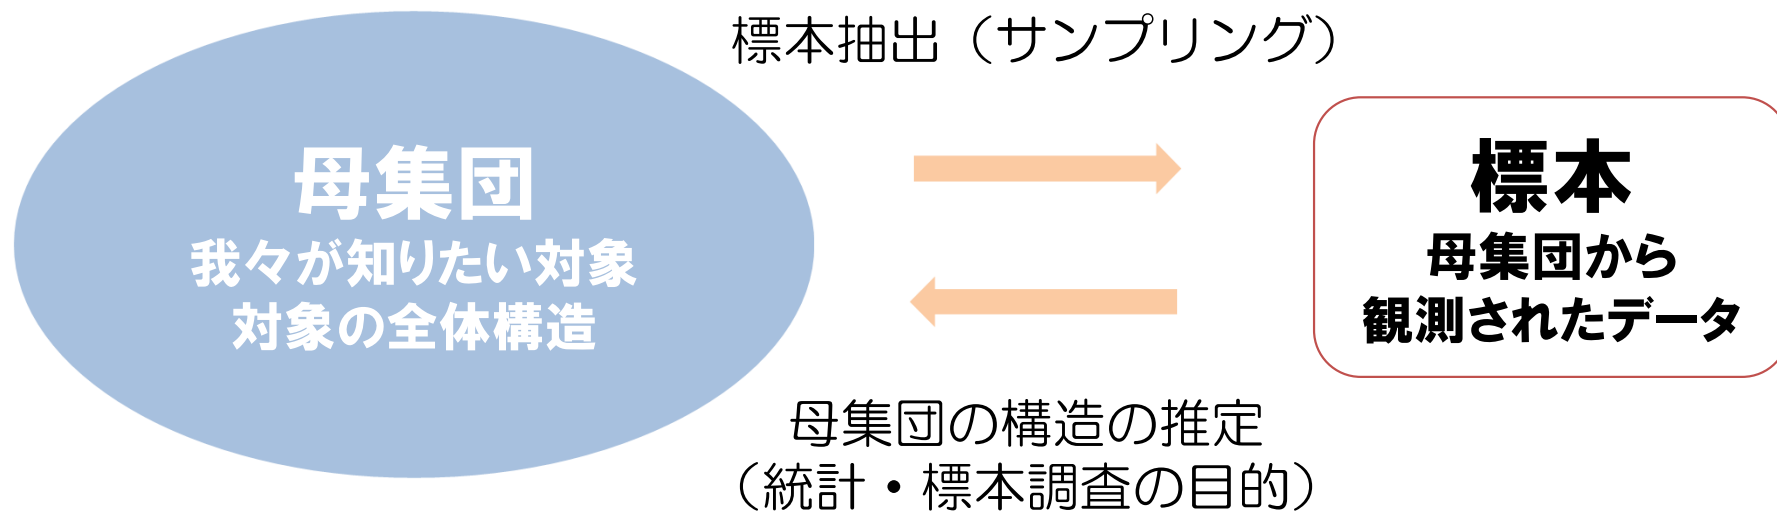 標本抽出（サンプリング）
母集団
我々が知りたい対象
対象の全体構造
標本
母集団から
観測されたデータ
母集団の構造の推定
（統計・標本調査の目的）